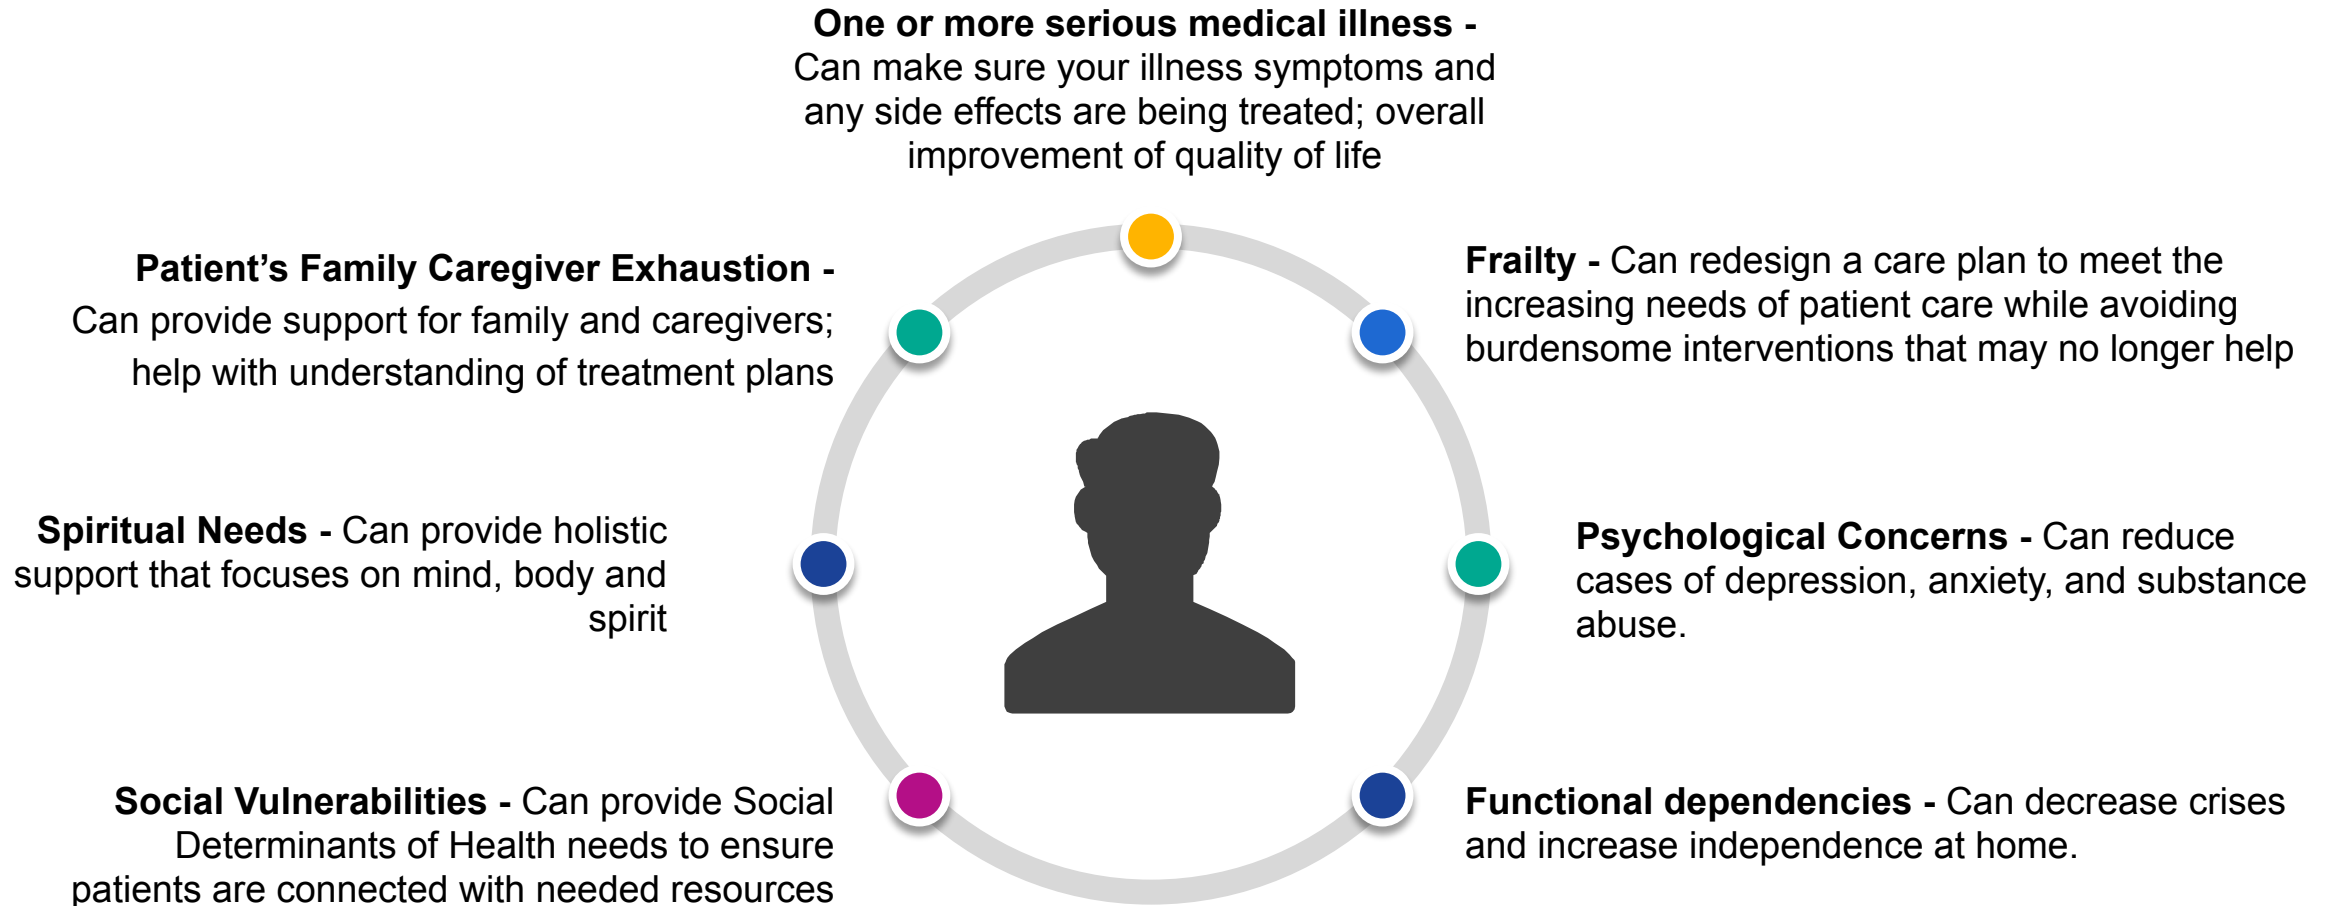 One or more serious medical illness -
Can make sure your illness symptoms and
any side effects are being treated; overall
improvement of quality of life
Patient’s Family Caregiver Exhaustion -
Can provide support for family and caregivers;
help with understanding of treatment plans
Frailty - Can redesign a care plan to meet the
increasing needs of patient care while avoiding
burdensome interventions that may no longer help
Spiritual Needs - Can provide holistic
support that focuses on mind, body and
spirit
Psychological Concerns - Can reduce
cases of depression, anxiety, and substance
abuse.
Social Vulnerabilities - Can provide Social
Determinants of Health needs to ensure
patients are connected with needed resources
Functional dependencies - Can decrease crises
and increase independence at home.